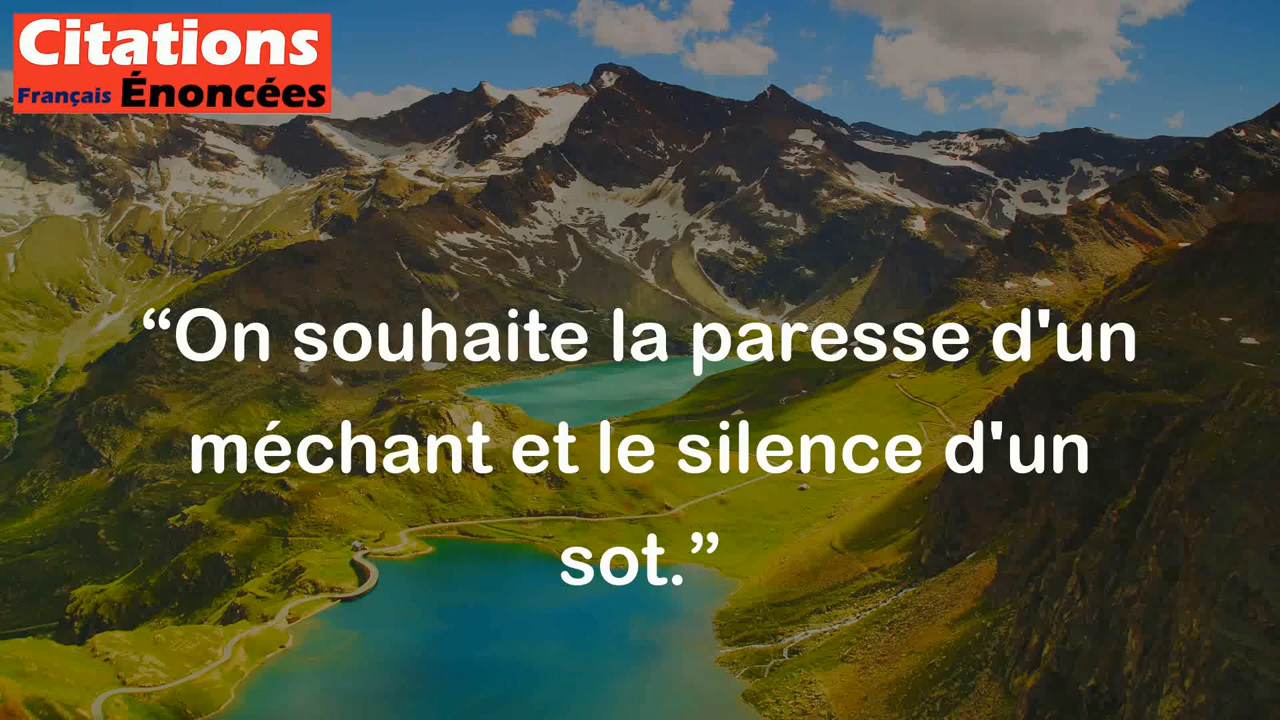 Citations
Français Énoncées
“On souhaite la paresse d'un
méchant et le silence d'un
sot.”